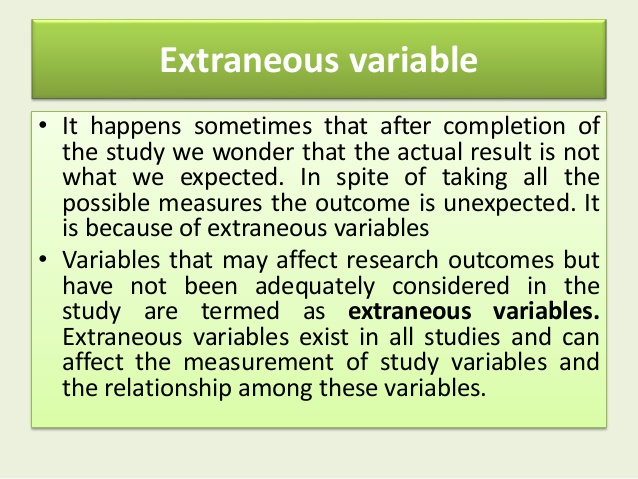 Extraneous variable
• It happens sometimes that after completion of
the study we wonder that the actual result is not
what we expected. In spite of taking all the
possible measures the outcome is unexpected. It
is because of extraneous variables
• Variables that may affect research outcomes but
have not been adequately considered in the
study are termed as extraneous variables.
Extraneous variables exist in all studies and can
affect the measurement of study variables and
the relationship among these variables.